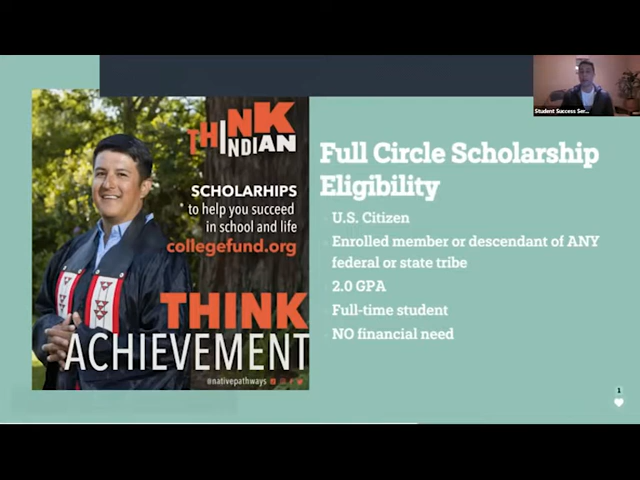 THINK
INDIAN
SCHOLARHIPS
to help you succeed
in school and life
collegefund.org
THINK
ACHIEVEMENT
@nativepathways
Full Circle Scholarship
Eligibility
U.S. Citizen
Enrolled member or descendant of ANY
federal or state tribe
2.0 GPA
Full-time student
NO financial need
Student Success Ser...
1